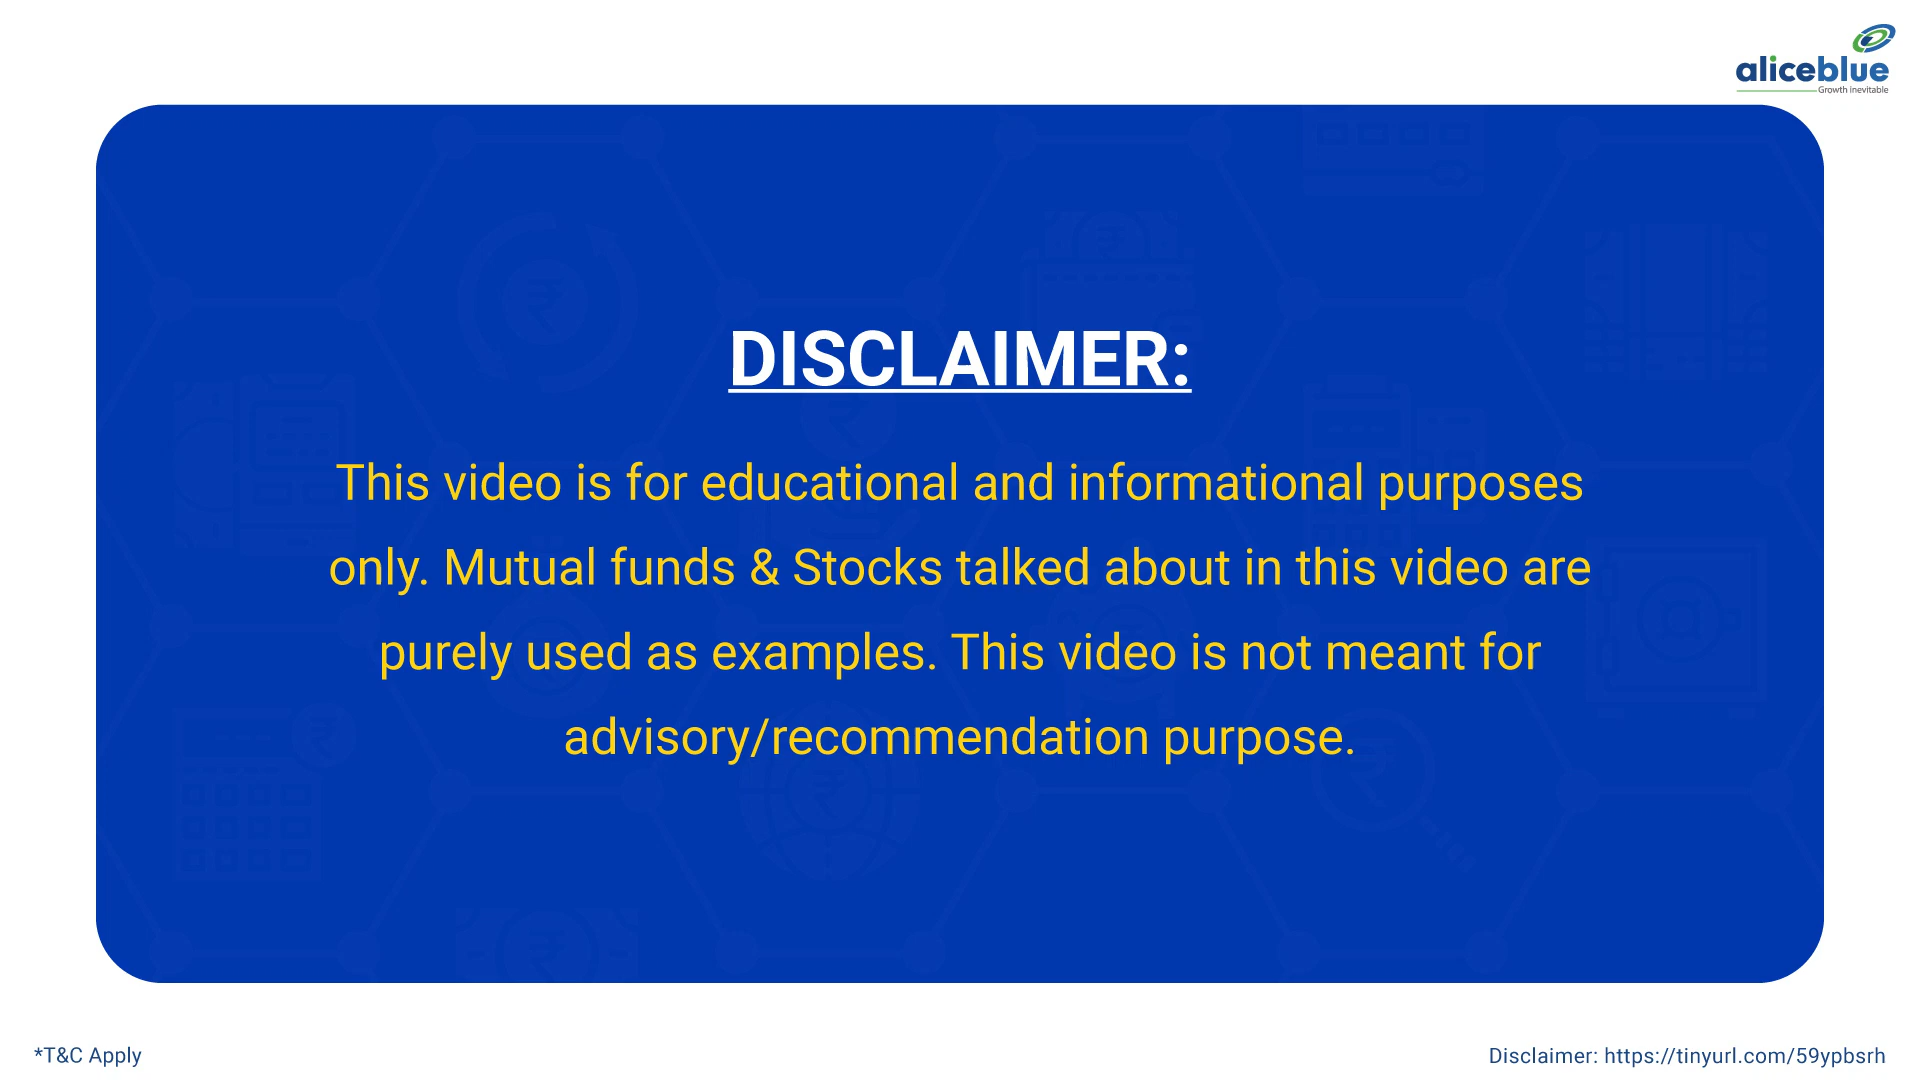 aliceblue
Growth inevitable
DISCLAIMER:
This video is for educational and informational purposes
only. Mutual funds & Stocks talked about in this video are
purely used as examples. This video is not meant for
advisory/recommendation purpose.
*T&C Apply
Disclaimer: https://tinyurl.com/59ypbsrh